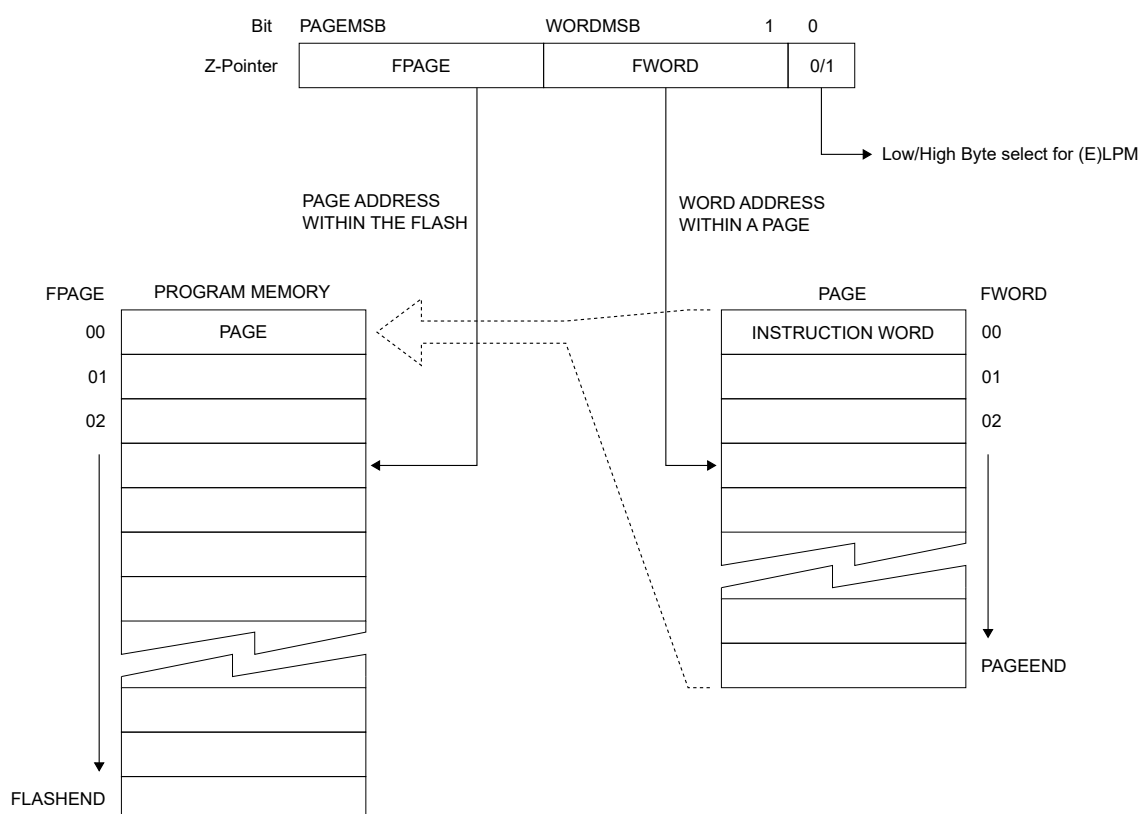 Bit PAGEMSB WORDMSB 1 0
Z-Pointer FPAGE FWORD 0/1
Low/High Byte select for (E)LPM
PAGE ADDRESS
WITHIN THE FLASH
WORD ADDRESS
WITHIN A PAGE
FPAGE PROGRAM MEMORY
00 PAGE
01
02
FLASHEND
PAGE FWORD
INSTRUCTION WORD 00
01
02
PAGEEND